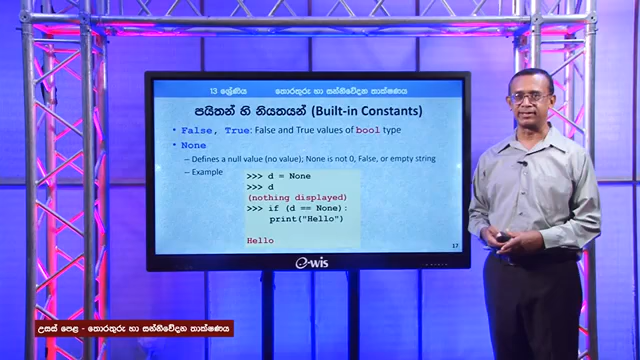 13 ශ්‍රේණිය තොරතුරු හා සන්නිවේදන තාක්ෂණය
පයිතන් හි නියතයන් (Built-in Constants)
• False, True: False and True values of bool type
• None
– Defines a null value (no value); None is not 0, False, or empty string
– Example
>>> d = None
>>> d
(nothing displayed)
>>> if (d == None):
print("Hello")
Hello
17
e-wis
උසස් පෙළ - තොරතුරු හා සන්නිවේදන තාක්ෂණය